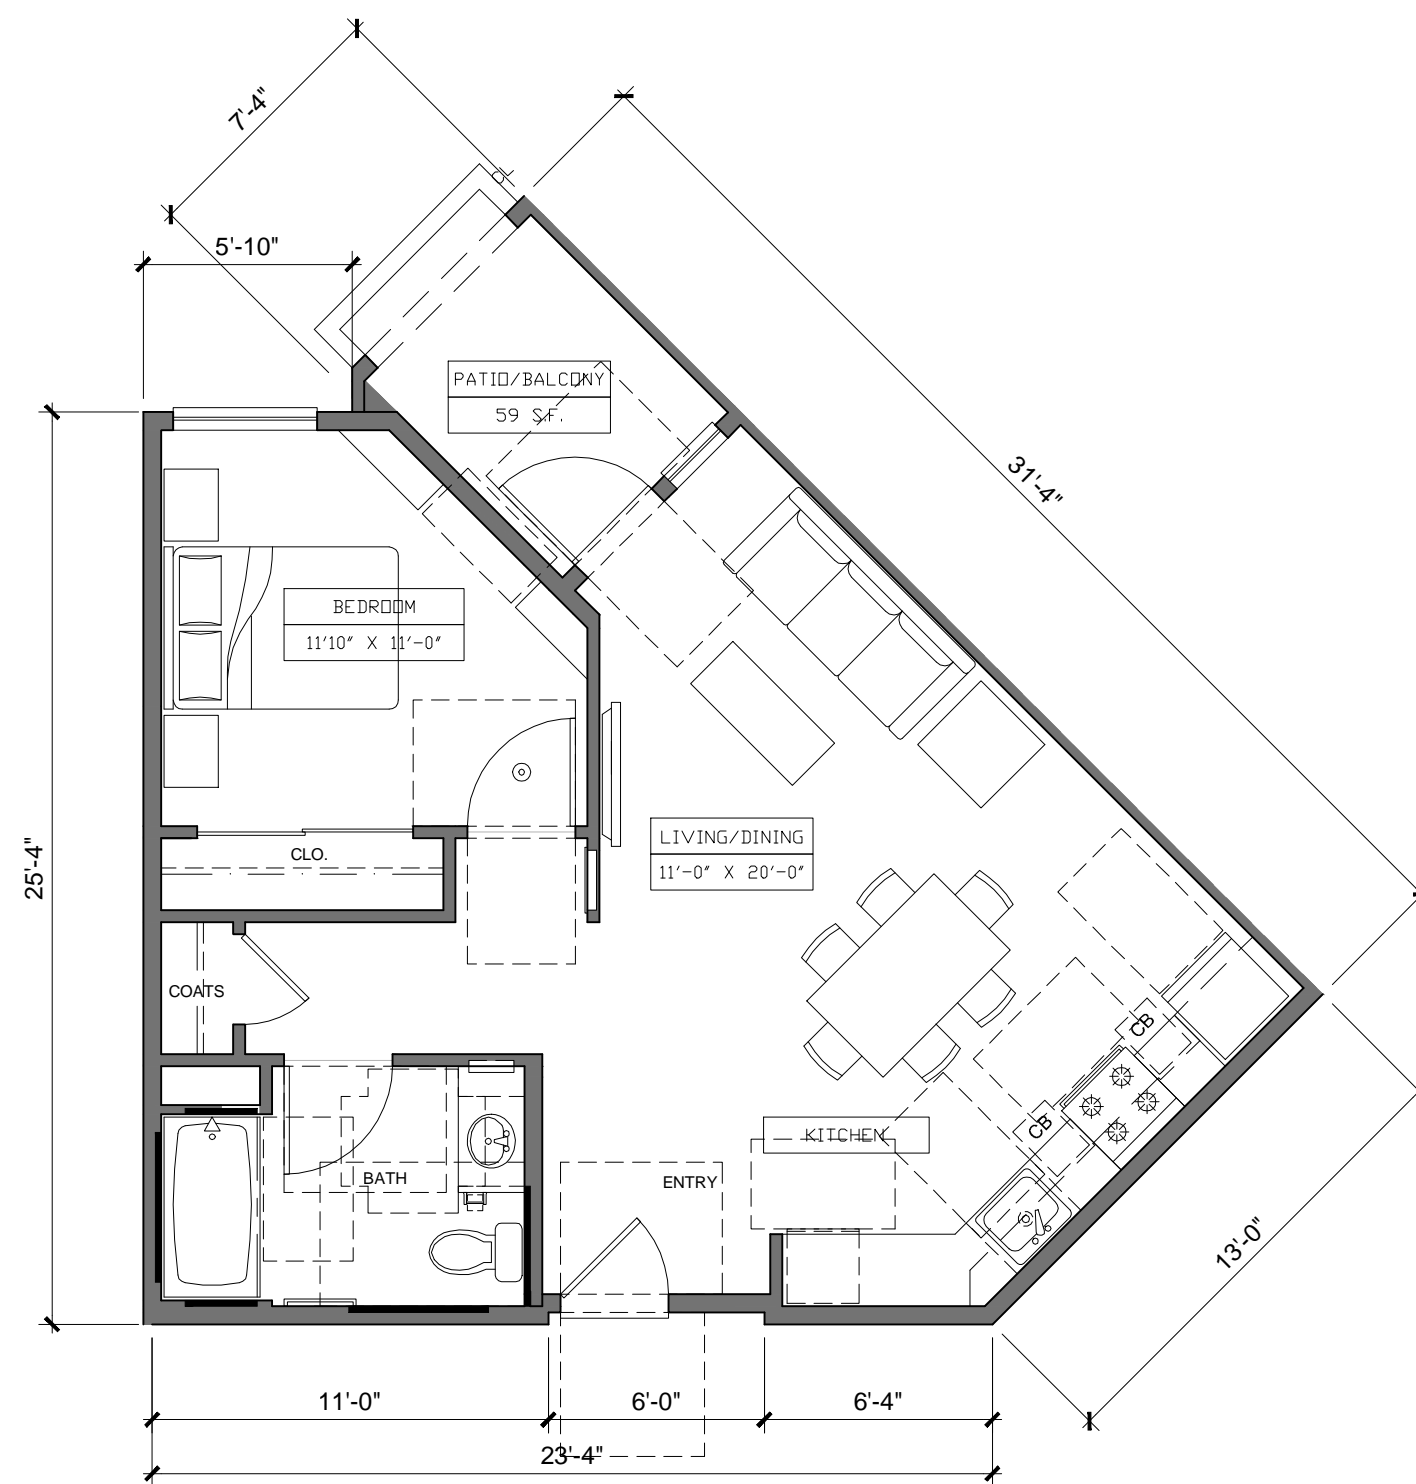 7'-4"
5'-10"
PL
PATIO/BALCONY
59 S.F.
31'-4"
BEDROOM
11'10" X 11'-0"
LIVING/DINING
11'-0" X 20'-0"
CLO.
25'-4"
COATS
CB
CB
KITCHEN
BATH
ENTRY
13'-0"
11'-0"
6'-0"
6'-4"
23'-4"